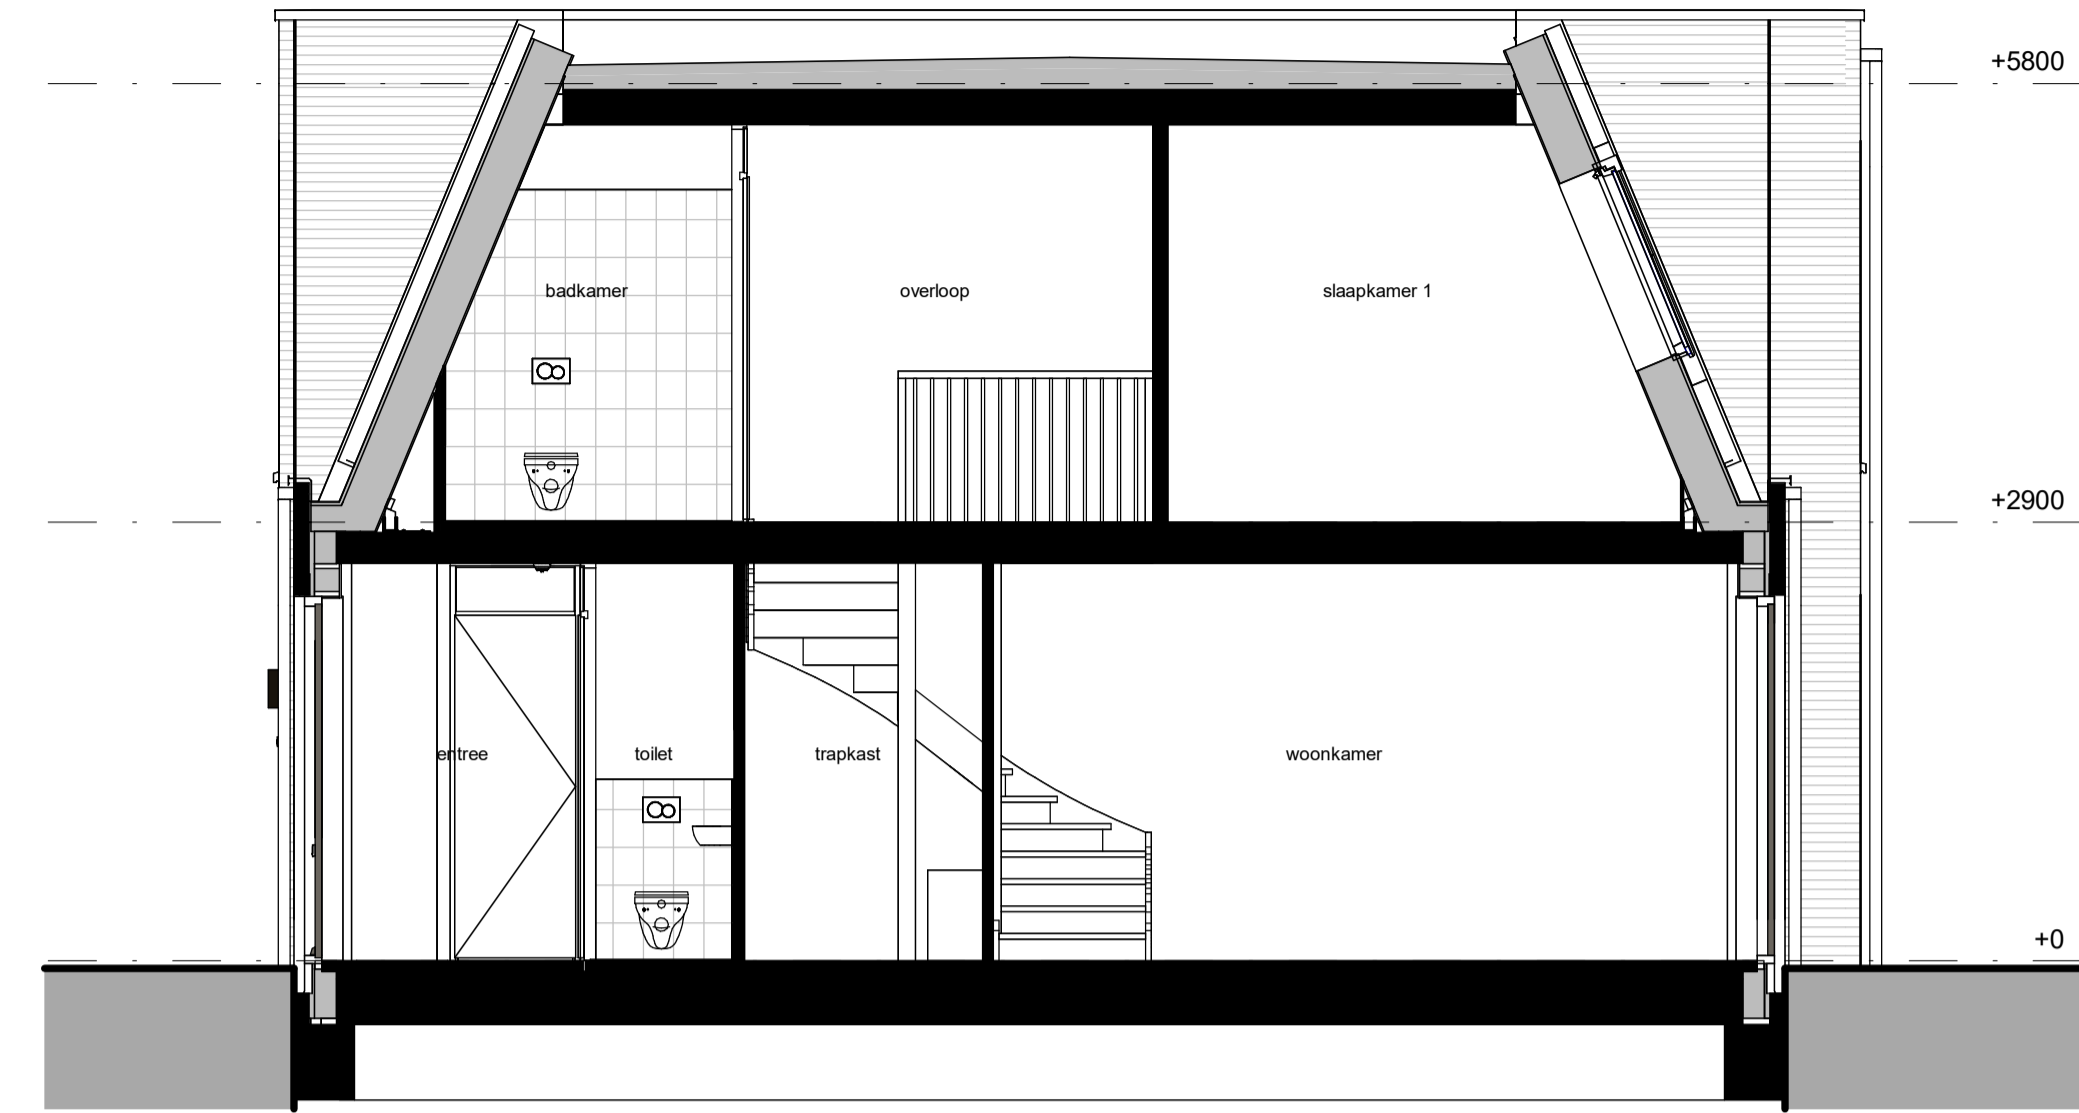 +5800
badkamer
overloop
slaapkamer 1
+2900
entree
toilet
trapkast
woonkamer
+0